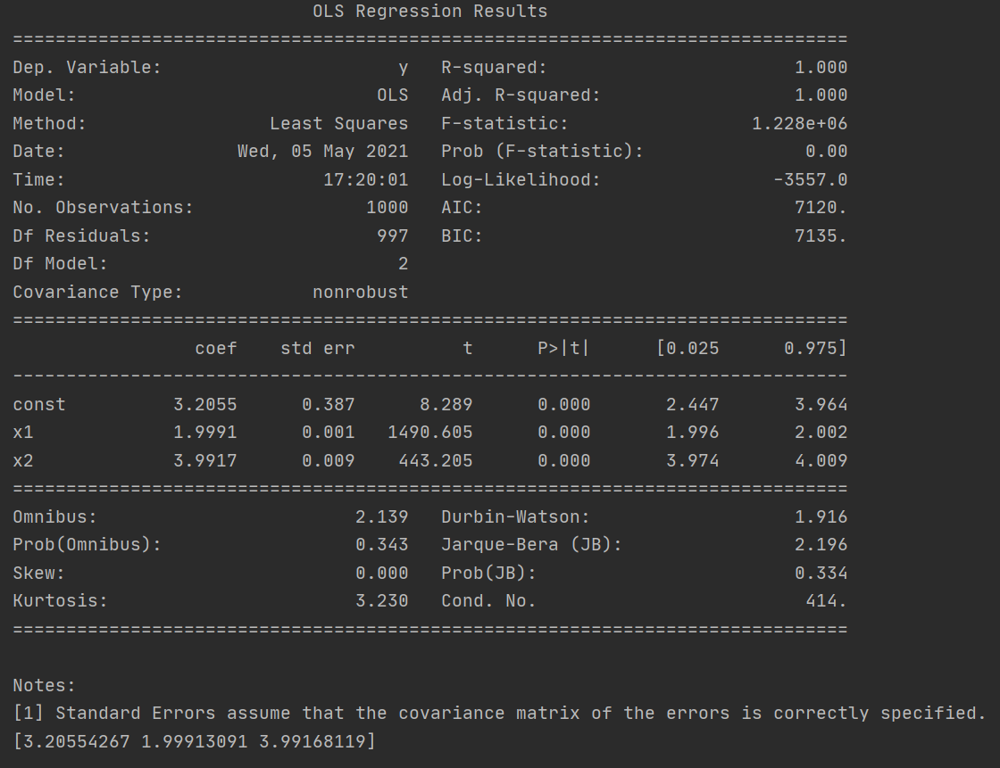 OLS Regression Results
==============================================================================
Dep. Variable:                      y   R-squared:                       1.000
Model:                            OLS   Adj. R-squared:                  1.000
Method:                 Least Squares   F-statistic:                 1.228e+06
Date:                Wed, 05 May 2021   Prob (F-statistic):               0.00
Time:                        17:20:01   Log-Likelihood:                -3557.0
No. Observations:                1000   AIC:                             7120.
Df Residuals:                     997   BIC:                             7135.
Df Model:                           2
Covariance Type:            nonrobust
==============================================================================
                 coef    std err          t      P>|t|      [0.025      0.975]
------------------------------------------------------------------------------
const          3.2055      0.387      8.289      0.000       2.447       3.964
x1             1.9991      0.001   1490.605      0.000       1.996       2.002
x2             3.9917      0.009    443.205      0.000       3.974       4.009
==============================================================================
Omnibus:                        2.139   Durbin-Watson:                   1.916
Prob(Omnibus):                  0.343   Jarque-Bera (JB):                2.196
Skew:                           0.000   Prob(JB):                        0.334
Kurtosis:                       3.230   Cond. No.                         414.
==============================================================================

Notes:
[1] Standard Errors assume that the covariance matrix of the errors is correctly specified.
[3.20554267 1.99913091 3.99168119]